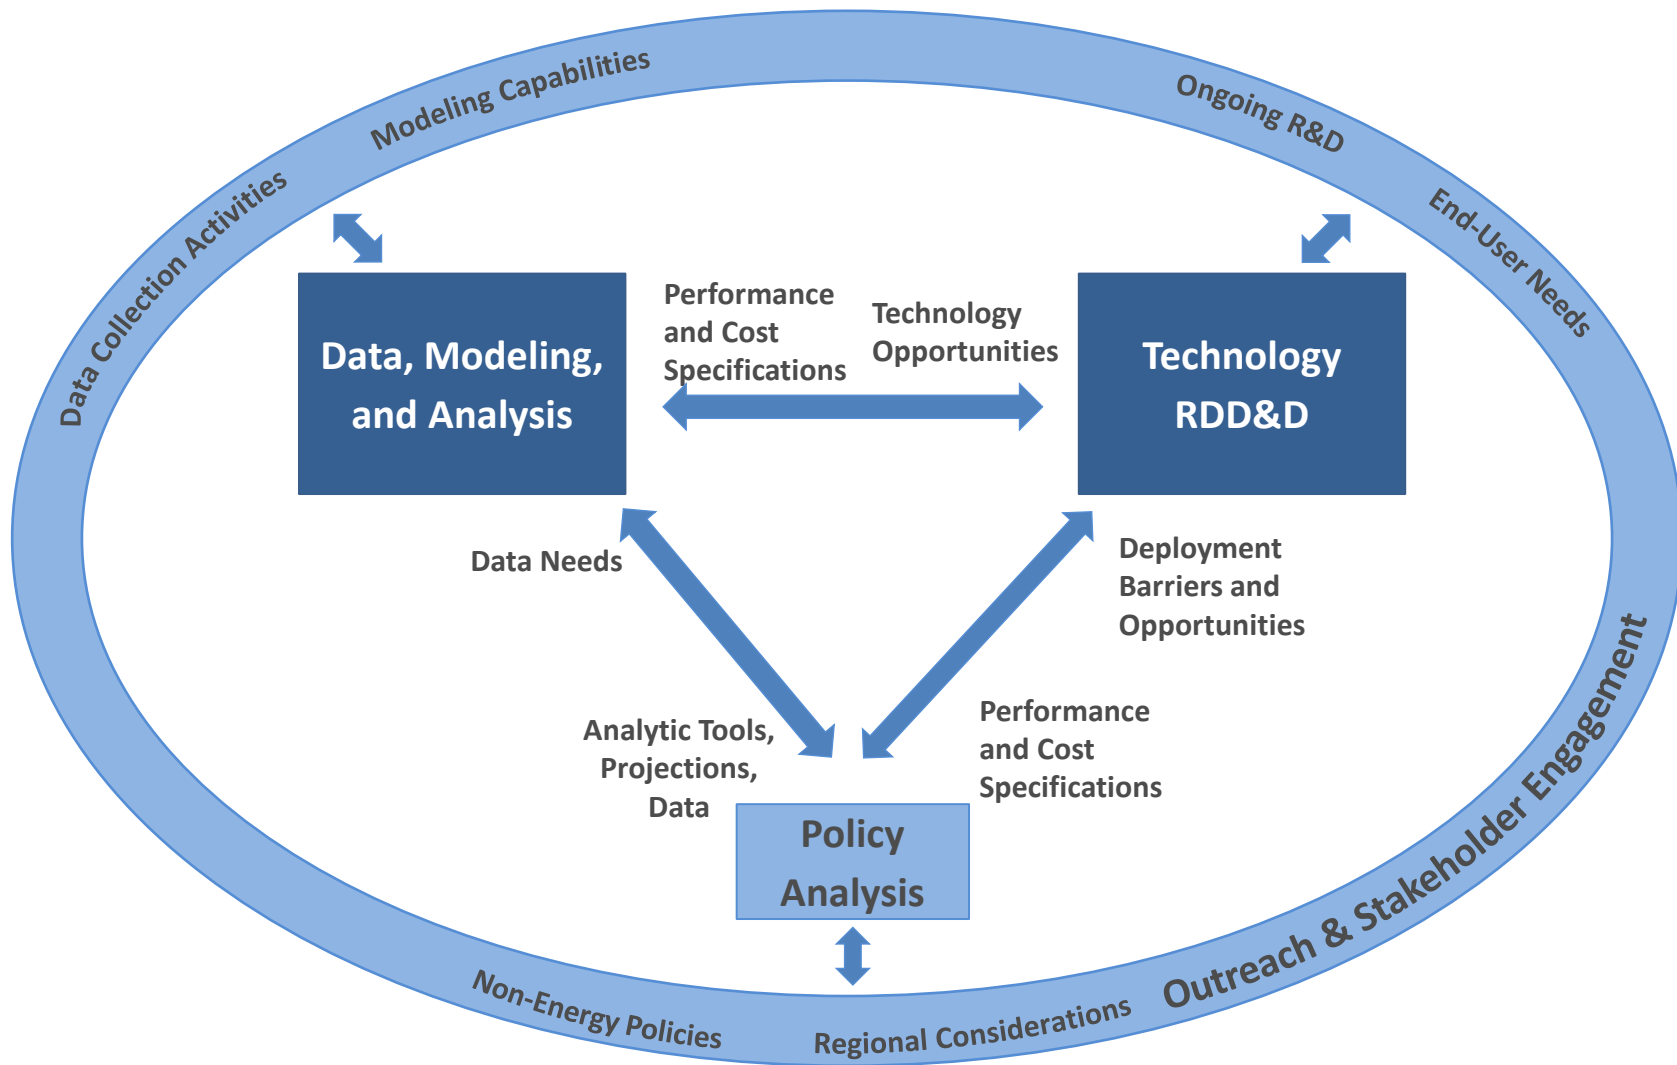 Modeling Capabilities
Ongoing R&D
Data Collection Activities
End-User Needs
Data, Modeling,
and Analysis
Performance
and Cost
Specifications
Technology
Opportunities
Technology
RDD&D
Data Needs
Deployment
Barriers and
Opportunities
Analytic Tools,
Projections,
Data
Performance
and Cost
Specifications
Policy
Analysis
Outreach & Stakeholder Engagement
Non-Energy Policies
Regional Considerations